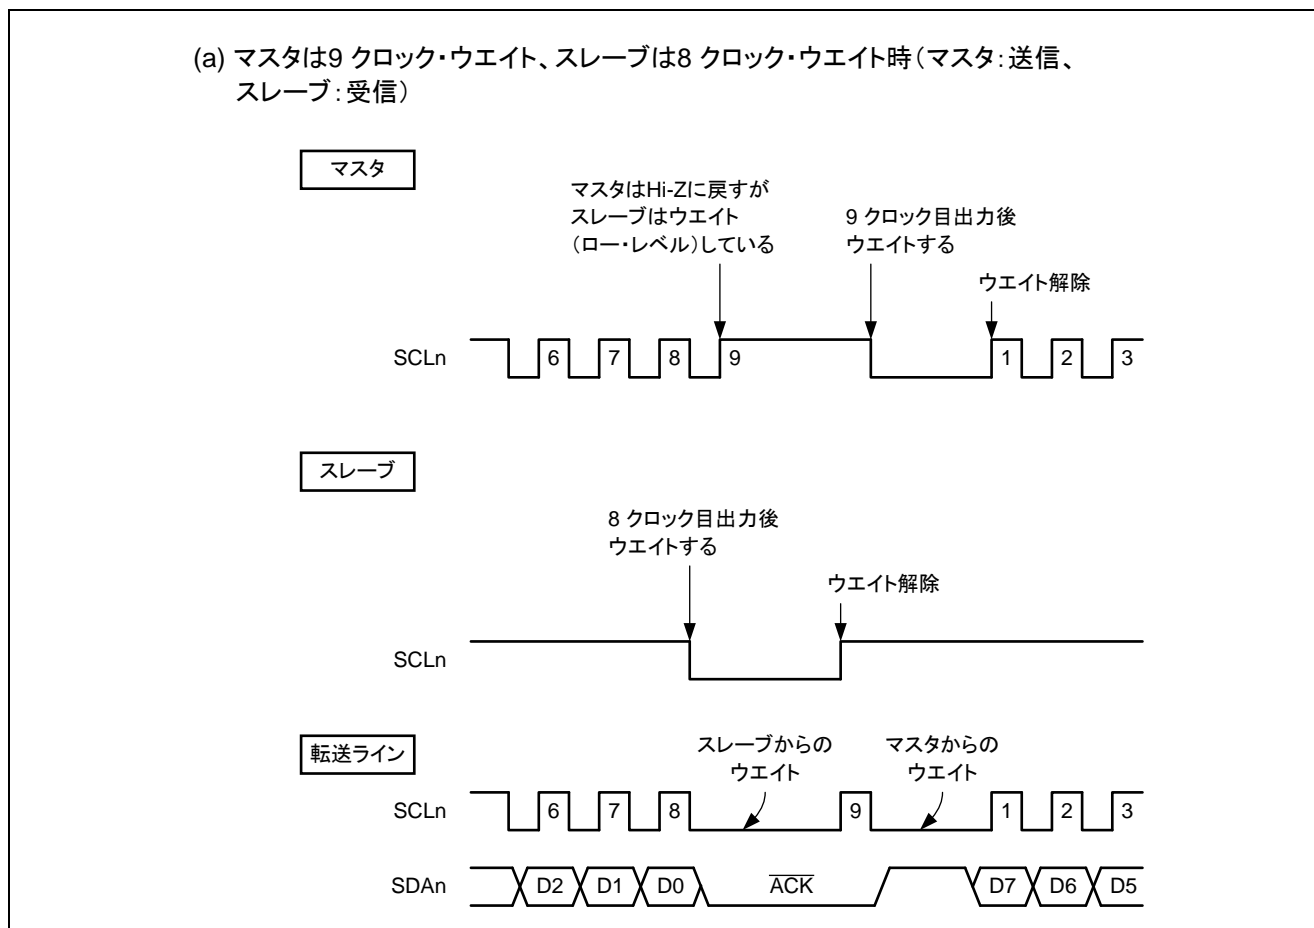 (a) マスタは9 クロック・ウエイト、スレーブは8 クロック・ウエイト時（マスタ：送信、
スレーブ：受信）
マスタ
マスタはHi-Zに戻すが
スレーブはウエイト
（ロー・レベル）している
9 クロック目出力後
ウエイトする
ウエイト解除
SCLn 6 7 8 9 1 2 3
スレーブ
8 クロック目出力後
ウエイトする
ウエイト解除
SCLn
転送ライン
スレーブからの
ウエイト
マスタからの
ウエイト
SCLn 6 7 8 9 1 2 3
SDAn D2 D1 D0 ACK D7 D6 D5